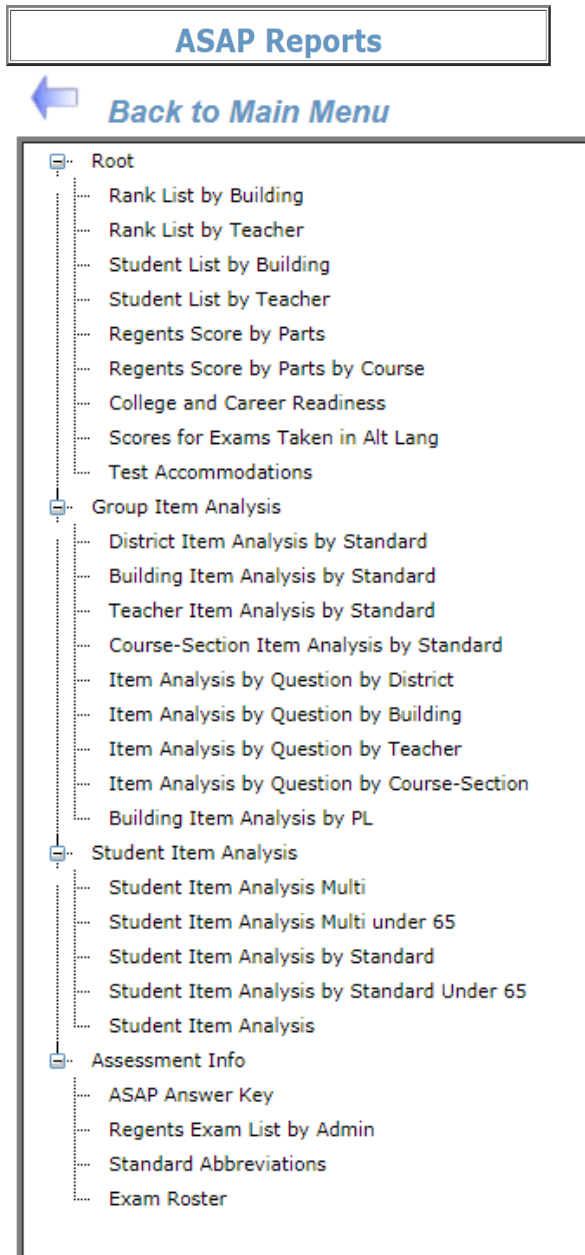 ASAP Reports
Back to Main Menu
Root
Rank List by Building
Rank List by Teacher
Student List by Building
Student List by Teacher
Regents Score by Parts
Regents Score by Parts by Course
College and Career Readiness
Scores for Exams Taken in Alt Lang
Test Accommodations
Group Item Analysis
District Item Analysis by Standard
Building Item Analysis by Standard
Teacher Item Analysis by Standard
Course-Section Item Analysis by Standard
Item Analysis by Question by District
Item Analysis by Question by Building
Item Analysis by Question by Teacher
Item Analysis by Question by Course-Section
Building Item Analysis by PL
Student Item Analysis
Student Item Analysis Multi
Student Item Analysis Multi under 65
Student Item Analysis by Standard
Student Item Analysis by Standard Under 65
Student Item Analysis
Assessment Info
ASAP Answer Key
Regents Exam List by Admin
Standard Abbreviations
Exam Roster